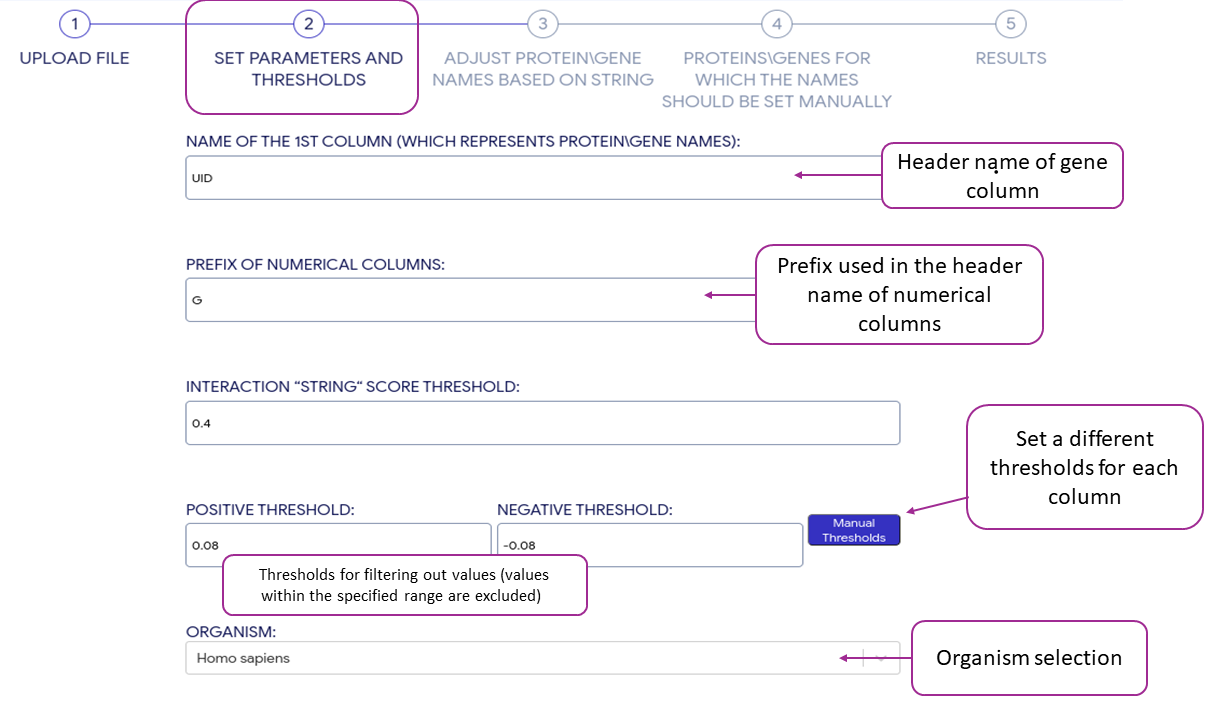 1
2
3
4
5
UPLOAD FILE
SET PARAMETERS AND
THRESHOLDS
ADJUST PROTEIN\GENE
NAMES BASED ON STRING
PROTEINS\GENES FOR
WHICH THE NAMES
SHOULD BE SET MANUALLY
RESULTS
NAME OF THE 1ST COLUMN (WHICH REPRESENTS PROTEIN\GENE NAMES):
UID
Header name of gene
column
PREFIX OF NUMERICAL COLUMNS:
G
Prefix used in the header
name of numerical
columns
INTERACTION “STRING“ SCORE THRESHOLD:
0.4
Set a different
thresholds for each
column
POSITIVE THRESHOLD:
0.08
NEGATIVE THRESHOLD:
-0.08
Manual
Thresholds
Thresholds for filtering out values (values
within the specified range are excluded)
ORGANISM:
Homo sapiens
Organism selection